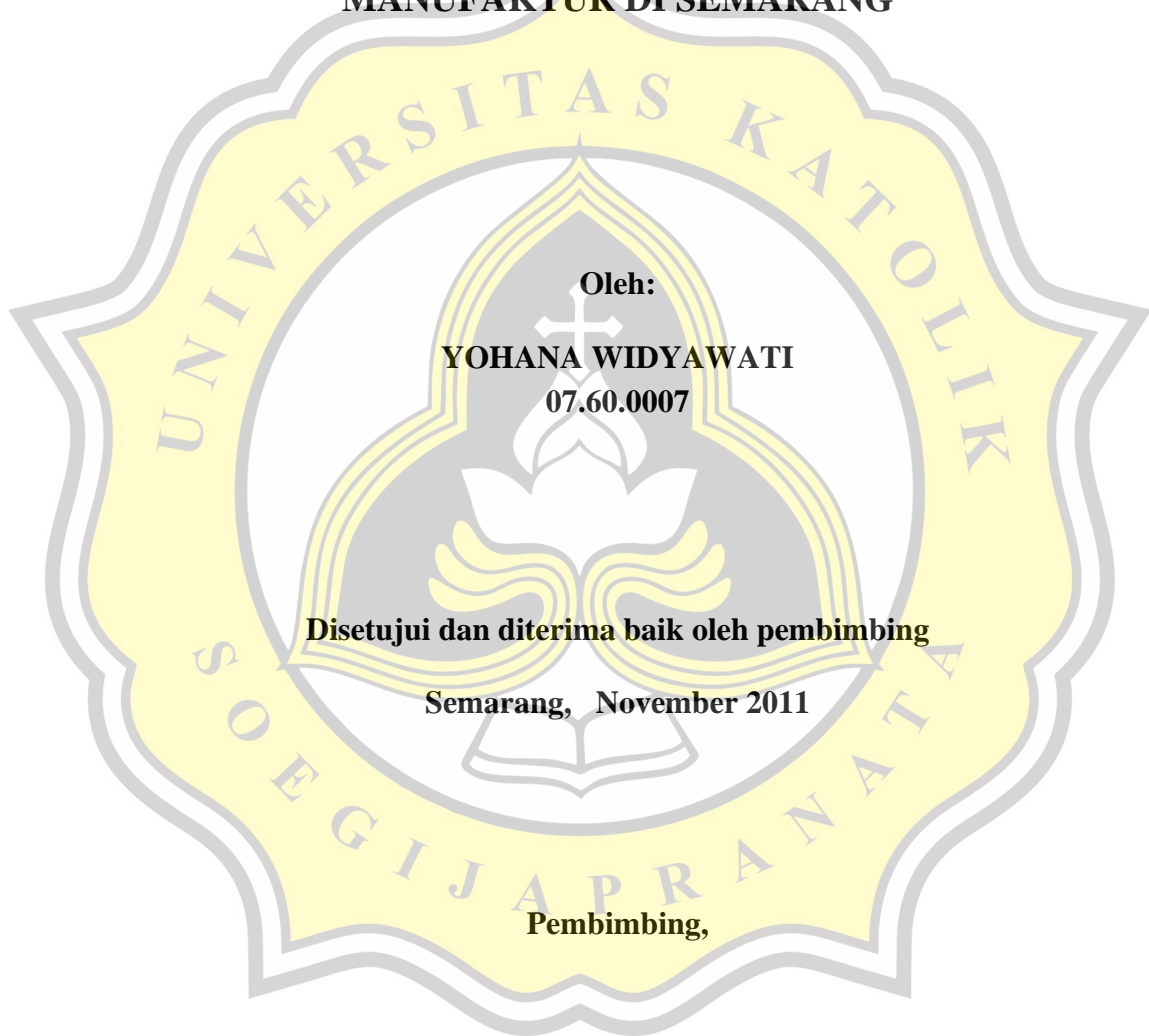 MANUFAKTUR DI SEMARANG
UNIVERSITAS KATOLIK
Oleh:
YOHANA WIDYAWATI
07.60.0007
Disetujui dan diterima baik oleh pembimbing
Semarang, November 2011
SOEGIJAPRANATA
Pembimbing,